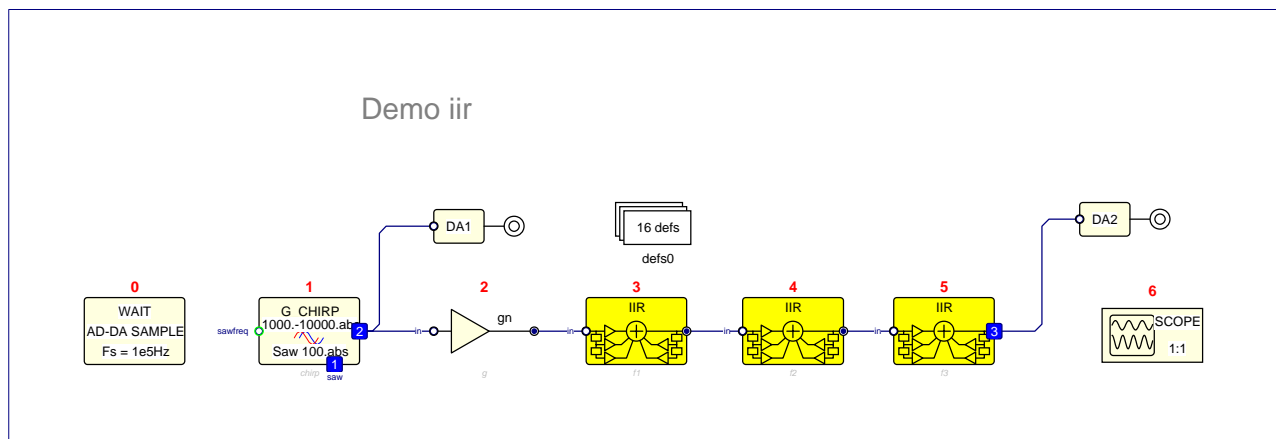 Demo iir
DA1
16 defs
defs0
DA2
0
WAIT
AD-DA SAMPLE
Fs = 1e5Hz
1
G CHIRP
1000.-10000.abs
Saw 100.abs
sawfreq
2
1
saw
chirp
2
in
gn
g
3
IIR
in
f1
4
IIR
in
f2
5
IIR
in
3
f3
6
SCOPE
1:1